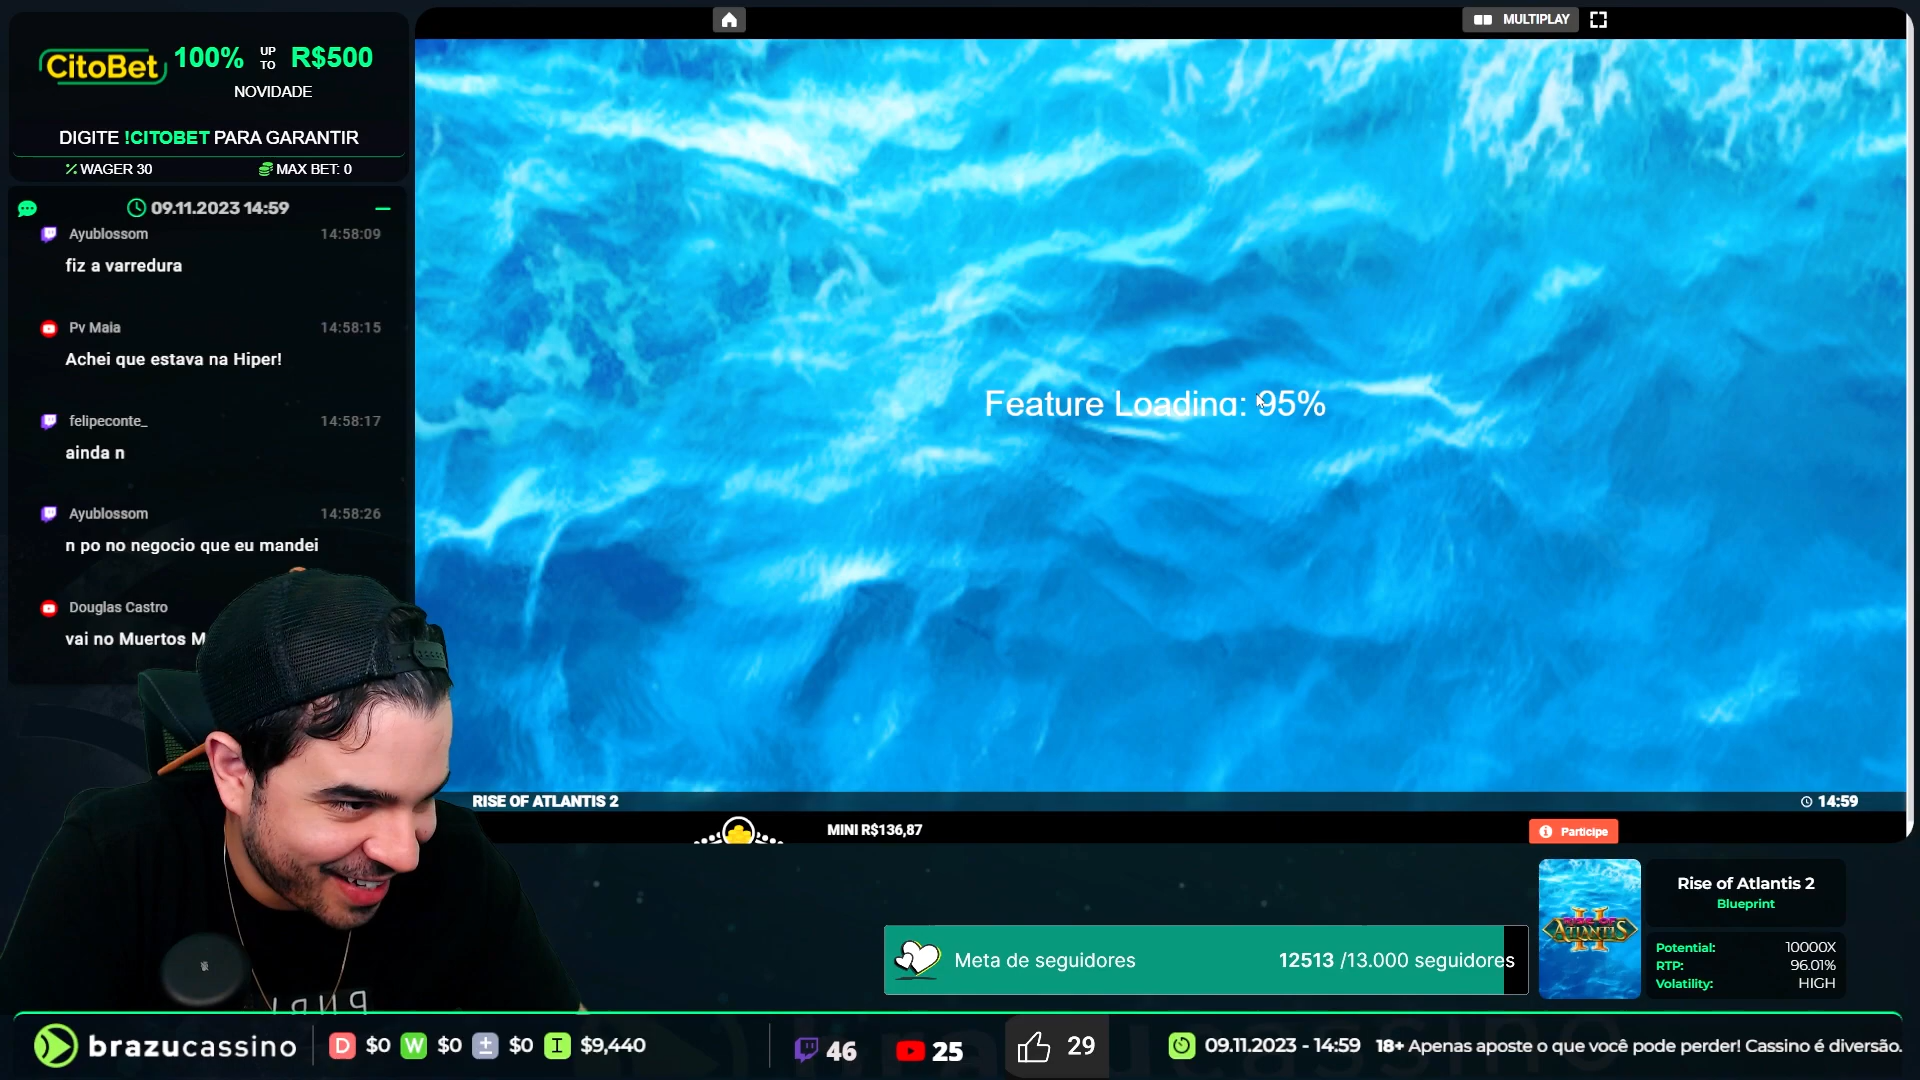 CitoBet 100% UP TO R$500
NOVIDADE
DIGITE !CITOBET PARA GARANTIR
WAGER 30 MAX BET: 0
09.11.2023 14:59
Ayublossom 14:58:09
fiz a varredura
Pv Maia 14:58:15
Achei que estava na Hiper!
felipeconte_ 14:58:17
ainda n
Ayublossom 14:58:26
n po no negocio que eu mandei
Douglas Castro
vai no Muertos M
MULTIPLAY
Feature Loading: 95%
RISE OF ATLANTIS 2 14:59
MINI R$136,87
Participe
Rise of Atlantis 2
Blueprint
RISE OF
ATLANTIS
II
Potential: 10000X
RTP: 96.01%
Volatility: HIGH
Meta de seguidores 12513 /13.000 seguidores
brazucassino D $0 W $0 ± $0 I $9,440 46 25 29 09.11.2023 - 14:59 18+ Apenas aposte o que você pode perder! Cassino é diversão.